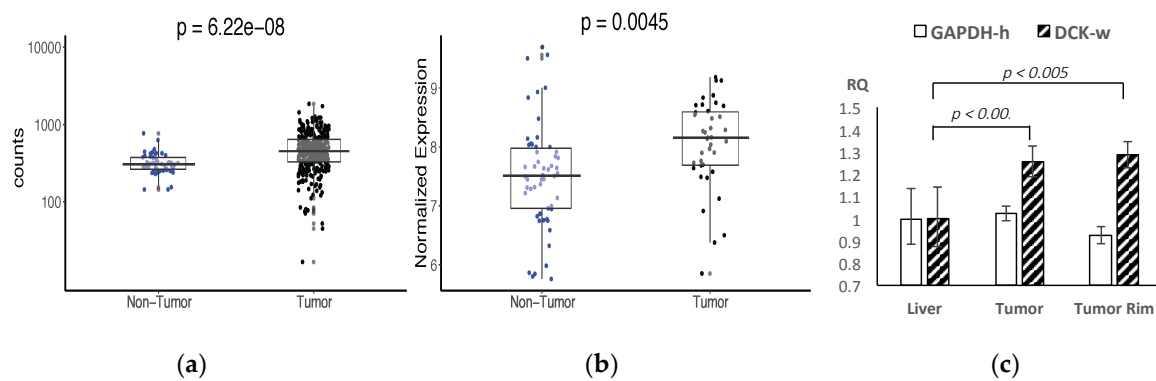 p = 6.22e−08
counts
10000
1000
100
Non−Tumor
Tumor
(a)
p = 0.0045
Normalized Expression
9
8
7
6
Non−Tumor
Tumor
(b)
GAPDH-h
DCK-w
p < 0.005
RQ
p < 0.00.
1.5
1.4
1.3
1.2
1.1
1
0.9
0.8
0.7
Liver
Tumor
Tumor Rim
(c)